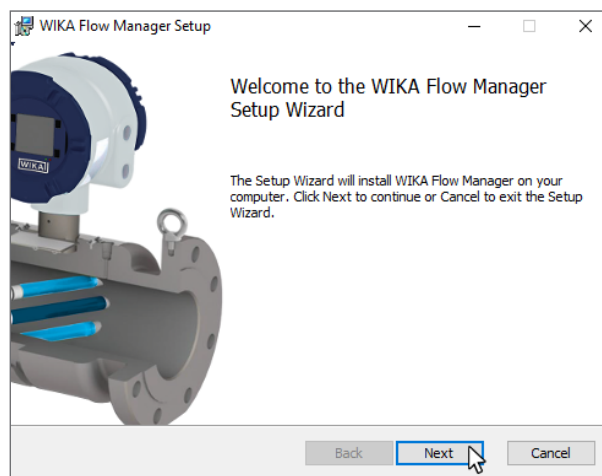 WIKA Flow Manager Setup
Welcome to the WIKA Flow Manager
Setup Wizard
WIKA
The Setup Wizard will install WIKA Flow Manager on your
computer. Click Next to continue or Cancel to exit the Setup
Wizard.
Back
Next
Cancel